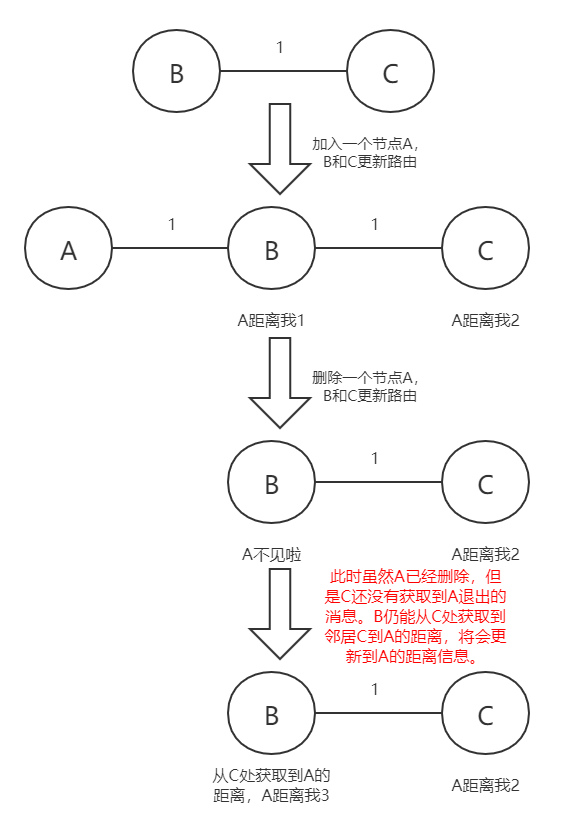 1
B
C
加入一个节点A，
B和C更新路由
1
1
A
B
C
A距离我1
A距离我2
删除一个节点A，
B和C更新路由
1
B
C
A不见啦
A距离我2
此时虽然A已经删除，但
是C还没有获取到A退出的
消息。B仍能从C处获取到
邻居C到A的距离，将会更
新到A的距离信息。
1
B
C
从C处获取到A的
距离，A距离我3
A距离我2